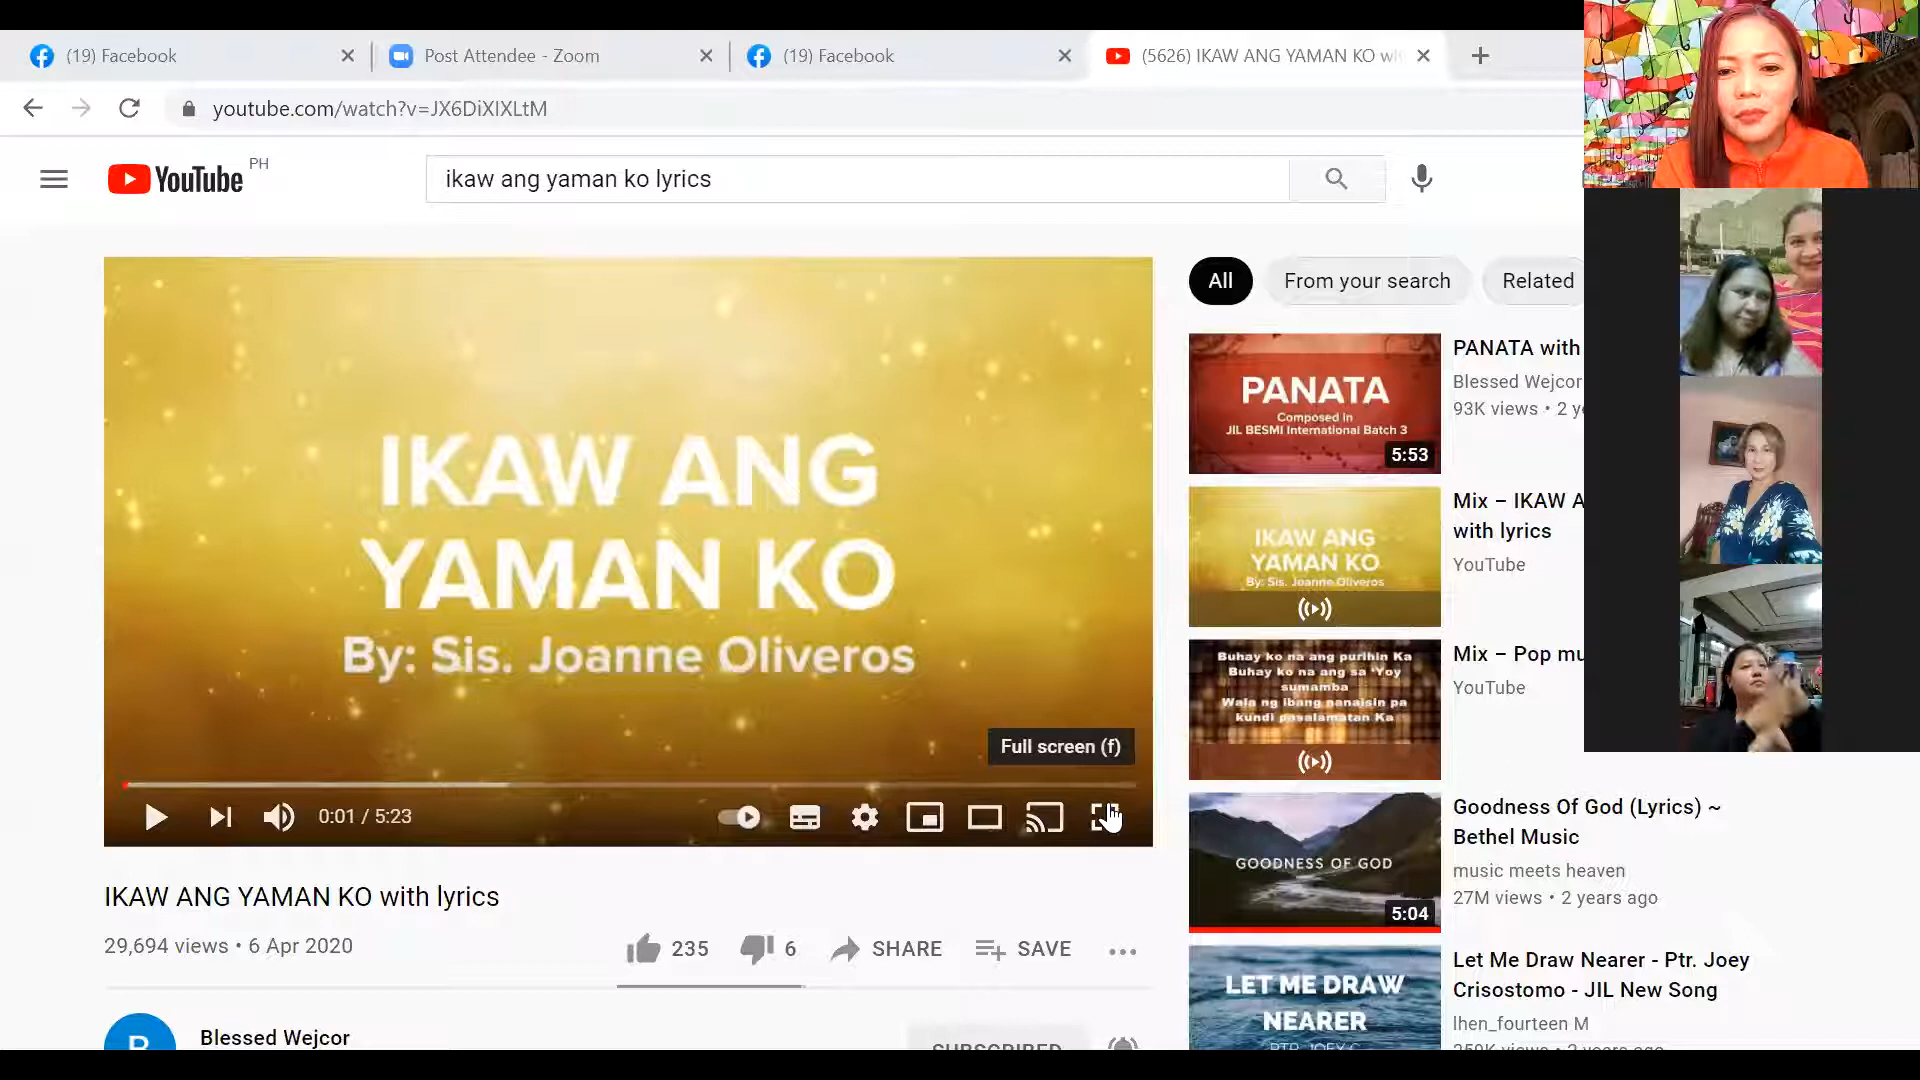 (19) Facebook
Post Attendee - Zoom
(19) Facebook
(5626) IKAW ANG YAMAN KO wi
youtube.com/watch?v=JX6DiXIXLtM
YouTube PH
ikaw ang yaman ko lyrics
IKAW ANG
YAMAN KO
By: Sis. Joanne Oliveros
Full screen (f)
0:01 / 5:23
IKAW ANG YAMAN KO with lyrics
29,694 views • 6 Apr 2020
235
6
SHARE
SAVE
Blessed Wejcor
SUBSCRIBED
All
From your search
Related
PANATA
Composed In
JIL BESMI International Batch 3
5:53
PANATA with
Blessed Wejcor
93K views • 2 ye
IKAW ANG
YAMAN KO
By: Sis. Joanne Oliveros
Mix – IKAW A
with lyrics
YouTube
Buhay ko na ang purihin Ka
Buhay ko na ang sa 'Yoy
sumamba
Wala ng ibang nanaisin pa
kundi pasalamatan Ka
Mix – Pop mu
YouTube
GOODNESS OF GOD
5:04
Goodness Of God (Lyrics) ~
Bethel Music
music meets heaven
27M views • 2 years ago
LET ME DRAW
NEARER
PTR. JOEY C
Let Me Draw Nearer - Ptr. Joey
Crisostomo - JIL New Song
lhen_fourteen M